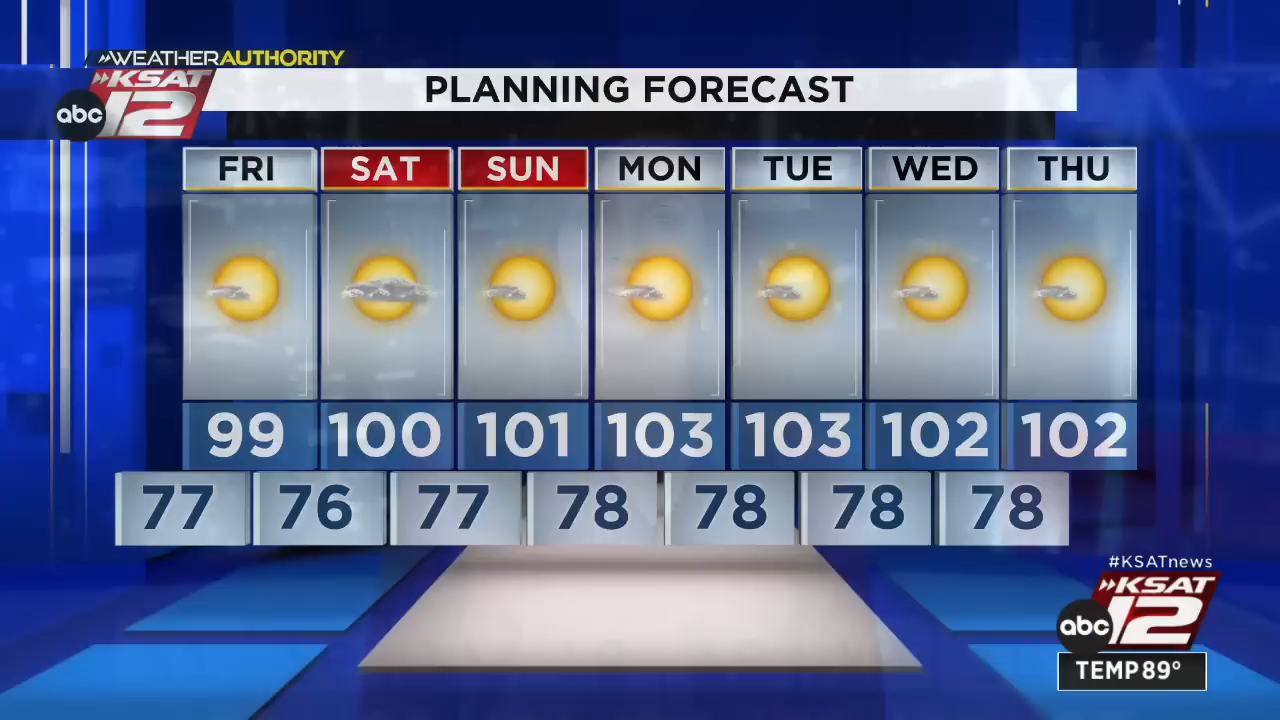 WEATHERAUTHORITY
KSAT
abc 12
PLANNING FORECAST
FRI SAT SUN MON TUE WED THU
99 100 101 103 103 102 102
77 76 77 78 78 78 78
#KSATnews
KSAT
abc 12
TEMP 89°